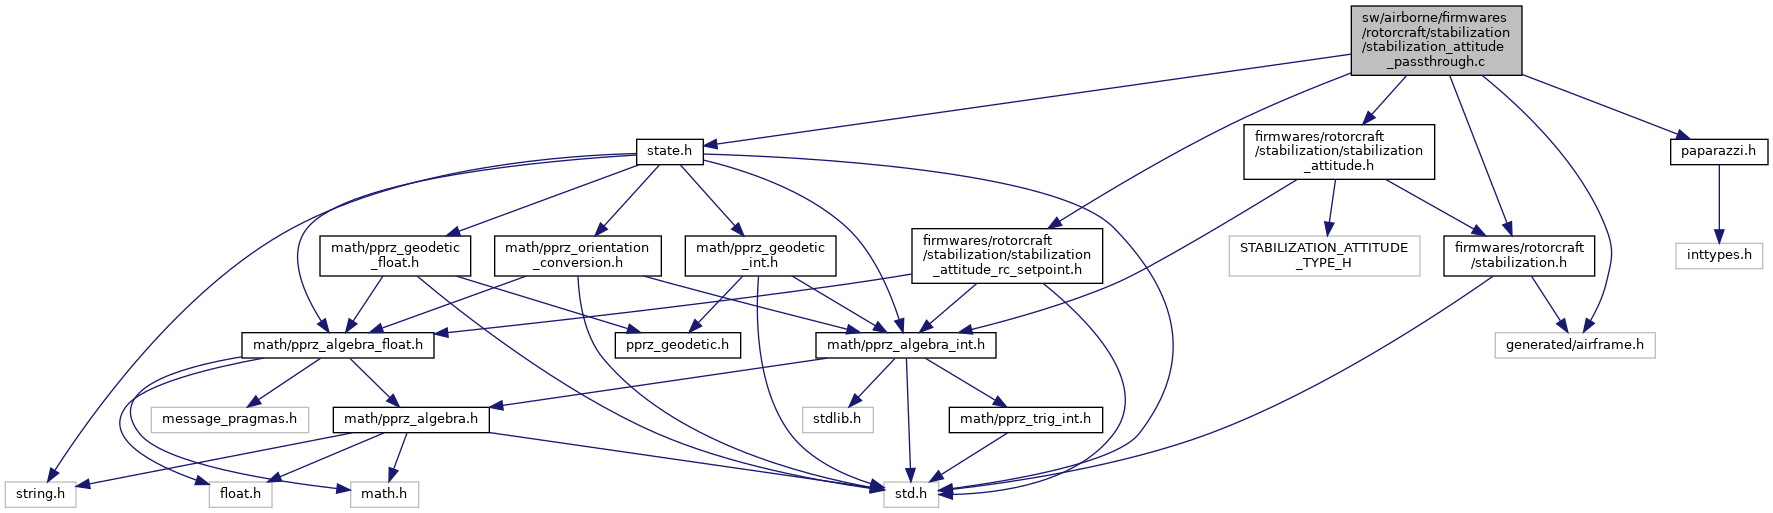 sw/airborne/firmwares
/rotorcraft/stabilization
/stabilization_attitude
_passthrough.c
state.h
firmwares/rotorcraft
/stabilization/stabilization
_attitude.h
paparazzi.h
math/pprz_geodetic
_float.h
math/pprz_orientation
_conversion.h
math/pprz_geodetic
_int.h
firmwares/rotorcraft
/stabilization/stabilization
_attitude_rc_setpoint.h
STABILIZATION_ATTITUDE
_TYPE_H
firmwares/rotorcraft
/stabilization.h
inttypes.h
math/pprz_algebra_float.h
pprz_geodetic.h
math/pprz_algebra_int.h
generated/airframe.h
message_pragmas.h
math/pprz_algebra.h
stdlib.h
math/pprz_trig_int.h
string.h
float.h
math.h
std.h